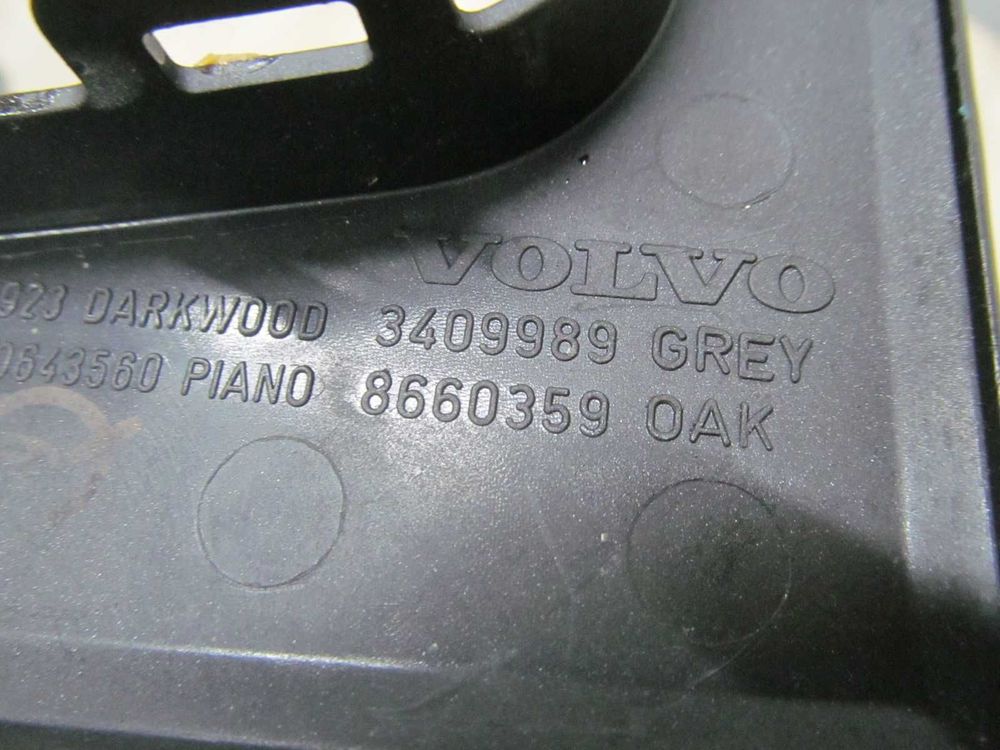 VOLVO
923 DARKWOOD 3409989 GREY
0643560 PIANO 8660359 OAK